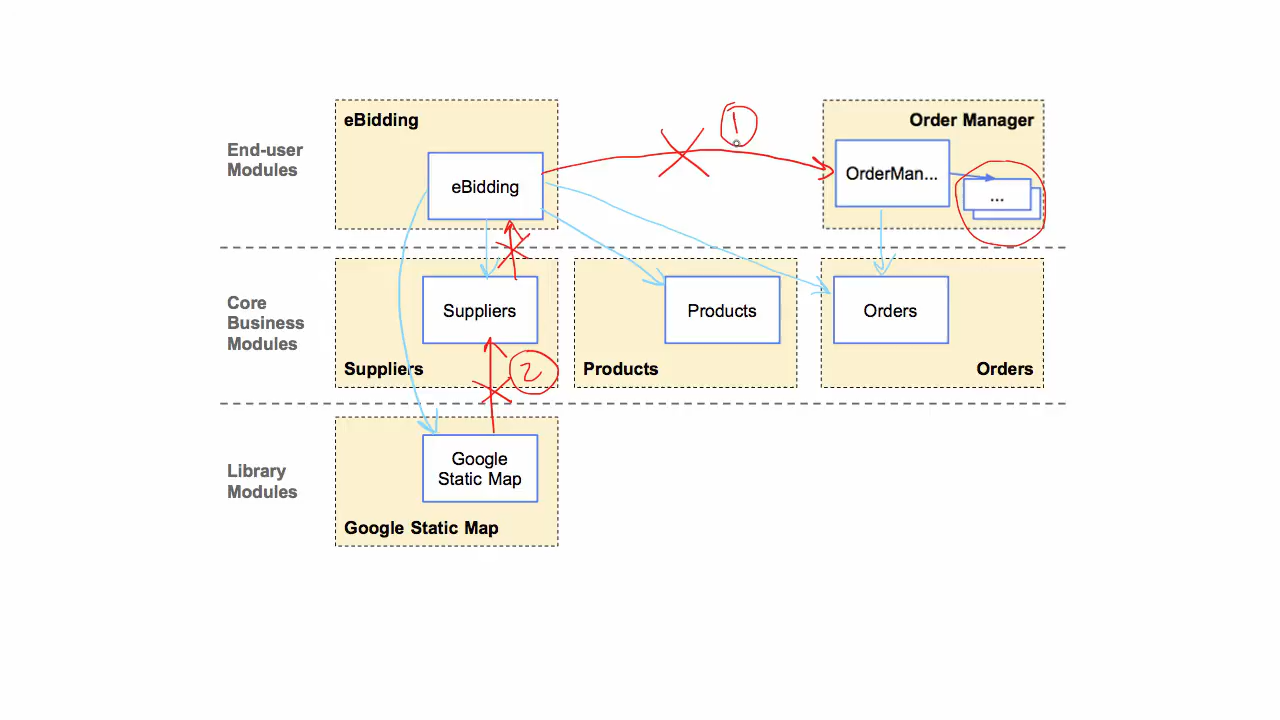 eBidding
Order Manager
End-user
Modules
eBidding
OrderMan...
...
1
Core
Business
Modules
Suppliers
Products
Orders
Suppliers
Products
Orders
2
Library
Modules
Google
Static Map
Google Static Map